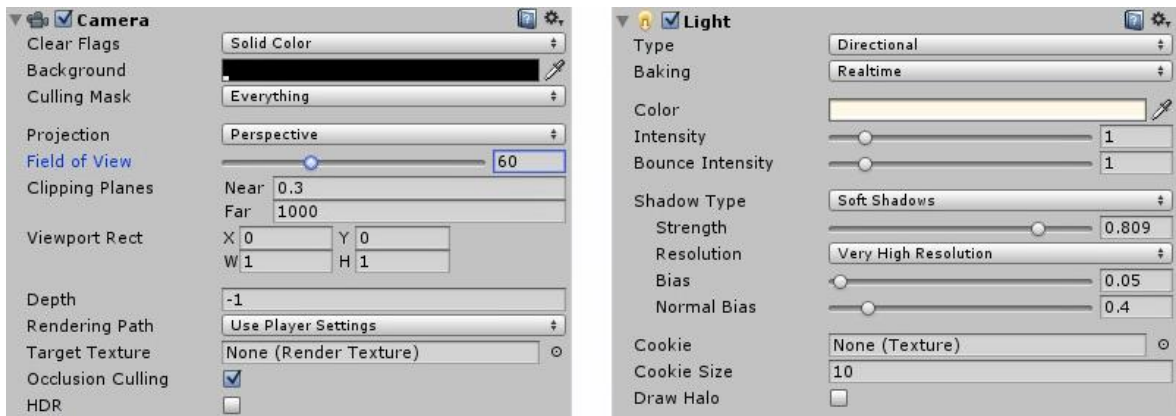 Camera
Clear Flags Solid Color
Background
Culling Mask Everything
Projection Perspective
Field of View 60
Clipping Planes Near 0.3
Far 1000
Viewport Rect X 0 Y 0
W 1 H 1
Depth -1
Rendering Path Use Player Settings
Target Texture None (Render Texture)
Occlusion Culling
HDR
Light
Type Directional
Baking Realtime
Color
Intensity 1
Bounce Intensity 1
Shadow Type Soft Shadows
Strength 0.809
Resolution Very High Resolution
Bias 0.05
Normal Bias 0.4
Cookie None (Texture)
Cookie Size 10
Draw Halo